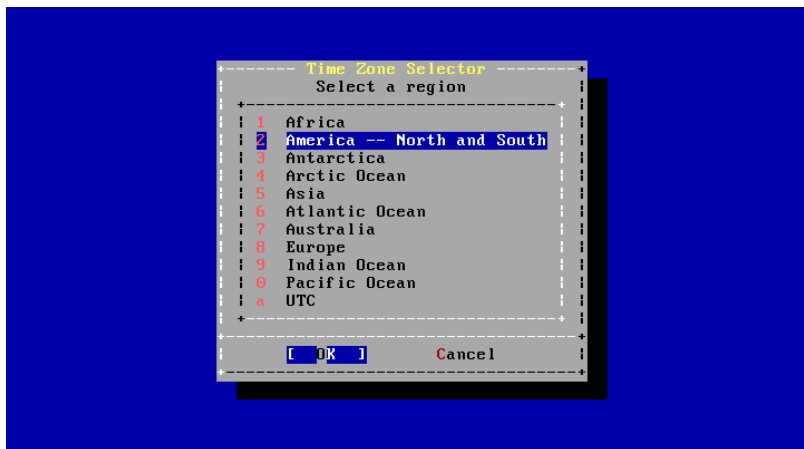 Time Zone Selector
Select a region
1 Africa
2 America -- North and South
3 Antarctica
4 Arctic Ocean
5 Asia
6 Atlantic Ocean
7 Australia
8 Europe
9 Indian Ocean
0 Pacific Ocean
a UTC
[ OK ] Cancel